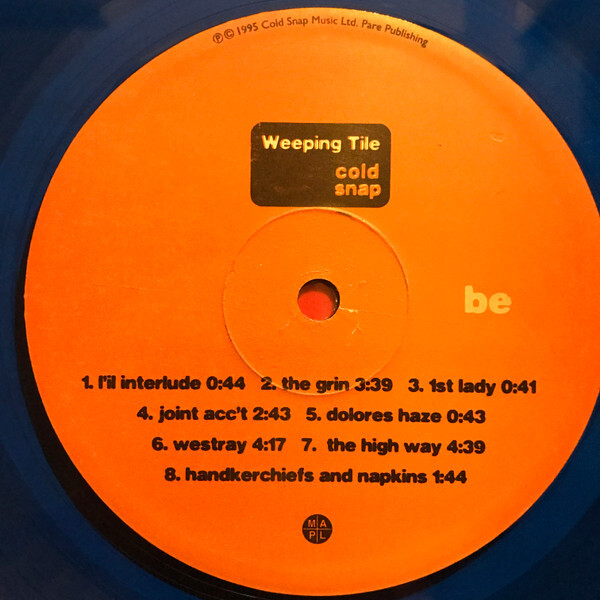 ℗© 1995 Cold Snap Music Ltd. Pare Publishing
Weeping Tile
cold
snap
be
1. l'il interlude 0:44 2. the grin 3:39 3. 1st lady 0:41
4. joint acc't 2:43 5. dolores haze 0:43
6. westray 4:17 7. the high way 4:39
8. handkerchiefs and napkins 1:44
M A
P L